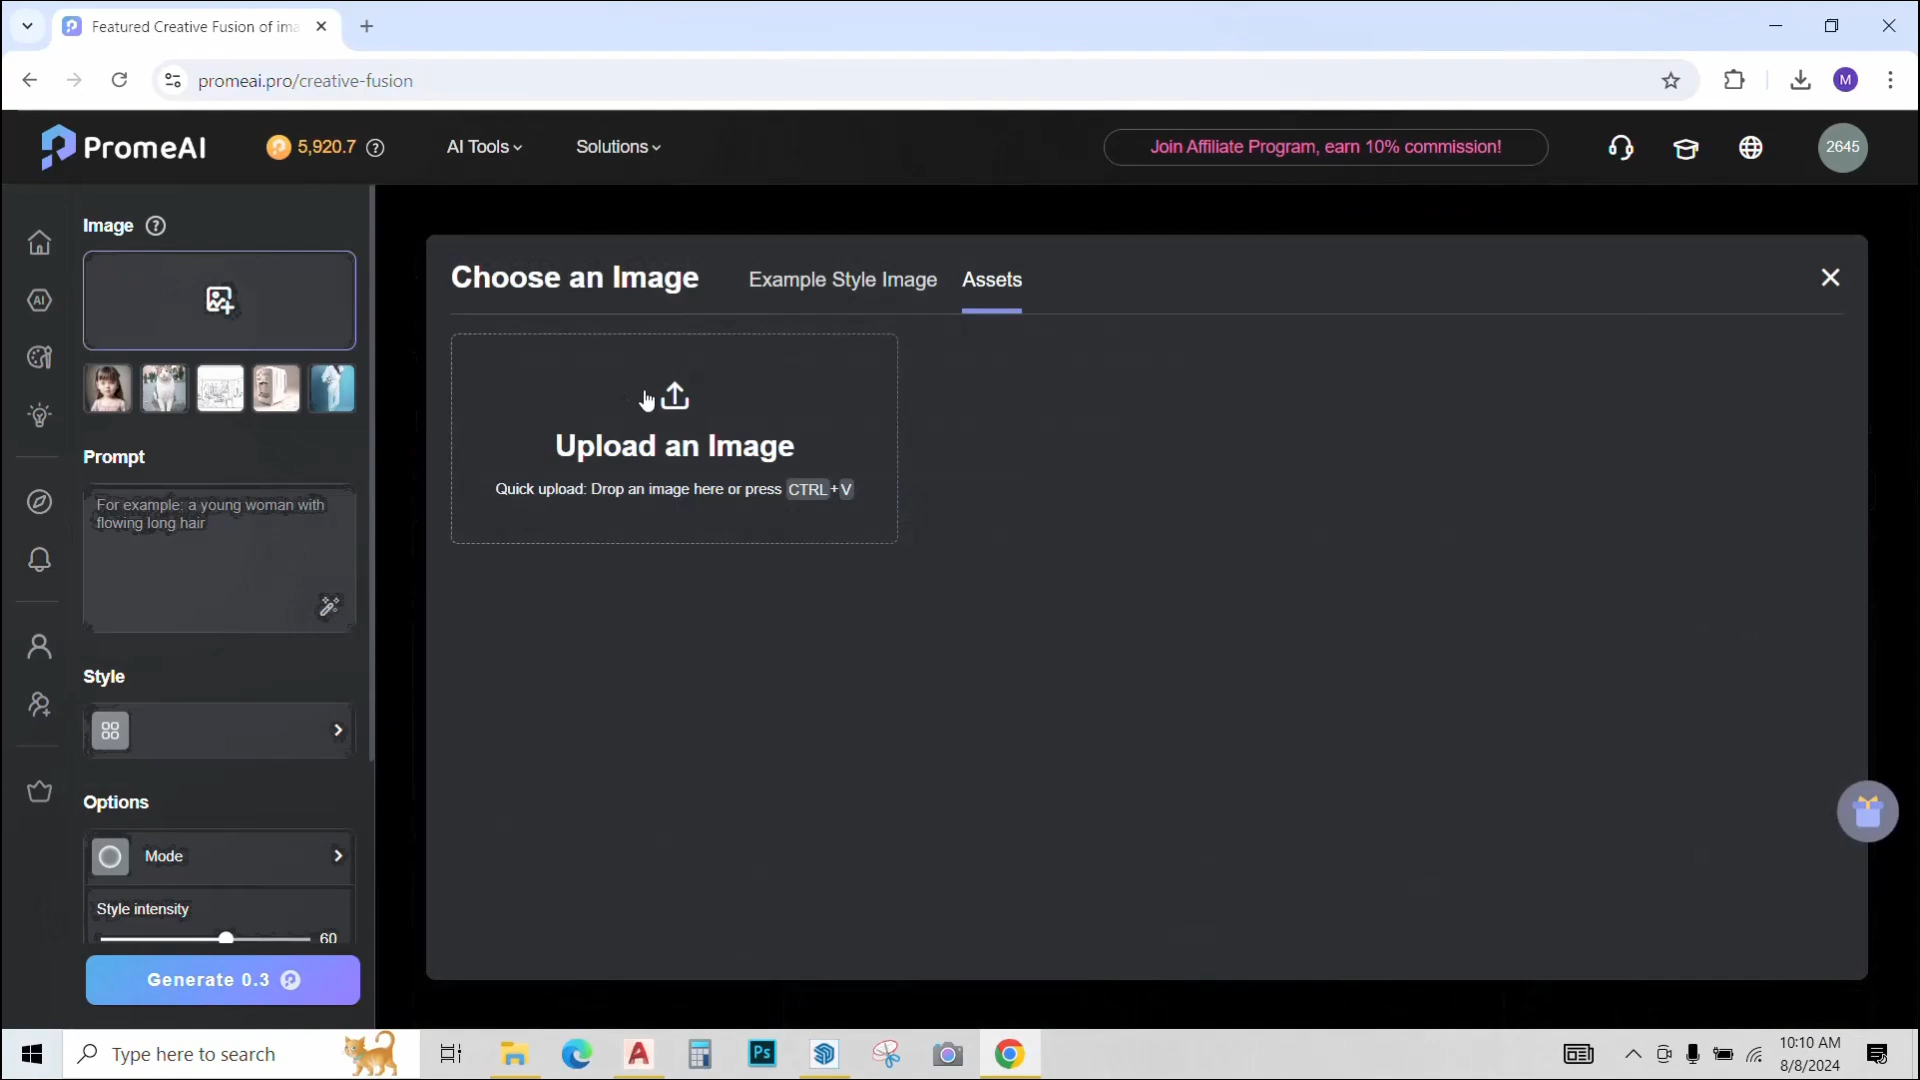 Featured Creative Fusion of ima
promeai.pro/creative-fusion
M
PromeAI
5,920.7
AI Tools
Solutions
Join Affiliate Program, earn 10% commission!
2645
Image
Choose an Image
Example Style Image
Assets
AI
Upload an Image
Quick upload: Drop an image here or press CTRL+V
Prompt
For example: a young woman with
flowing long hair
Style
Options
Mode
Style intensity
60
Generate 0.3
Type here to search
Ps
10:10 AM
8/8/2024